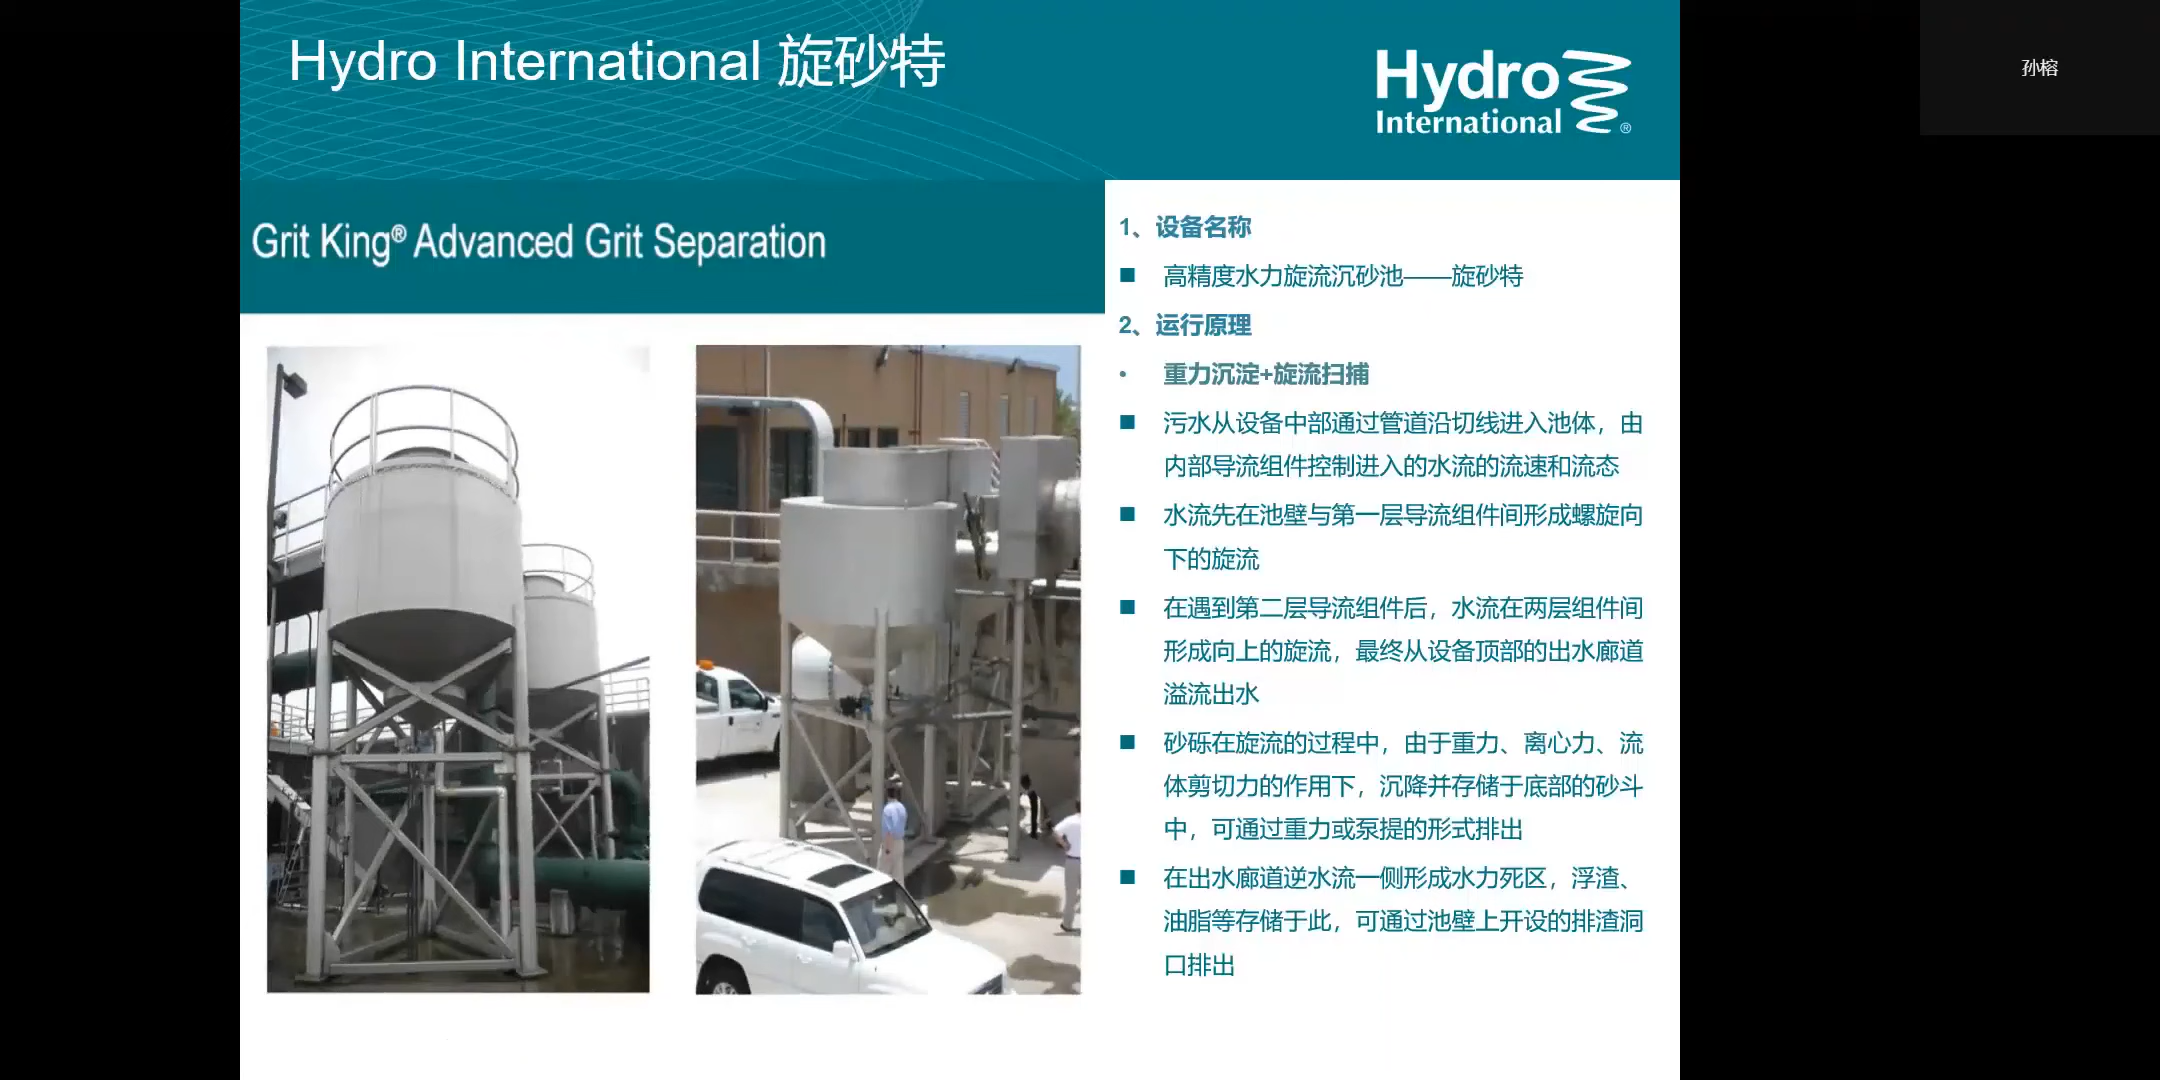 Hydro International 旋砂特
Hydro
International ®
孙榕
Grit King® Advanced Grit Separation
1、设备名称
■ 高精度水力旋流沉砂池——旋砂特
2、运行原理
• 重力沉淀+旋流扫捕
■ 污水从设备中部通过管道沿切线进入池体，由
内部导流组件控制进入的水流的流速和流态
■ 水流先在池壁与第一层导流组件间形成螺旋向
下的旋流
■ 在遇到第二层导流组件后，水流在两层组件间
形成向上的旋流，最终从设备顶部的出水廊道
溢流出水
■ 砂砾在旋流的过程中，由于重力、离心力、流
体剪切力的作用下，沉降并存储于底部的砂斗
中，可通过重力或泵提的形式排出
■ 在出水廊道逆水流一侧形成水力死区，浮渣、
油脂等存储于此，可通过池壁上开设的排渣洞
口排出